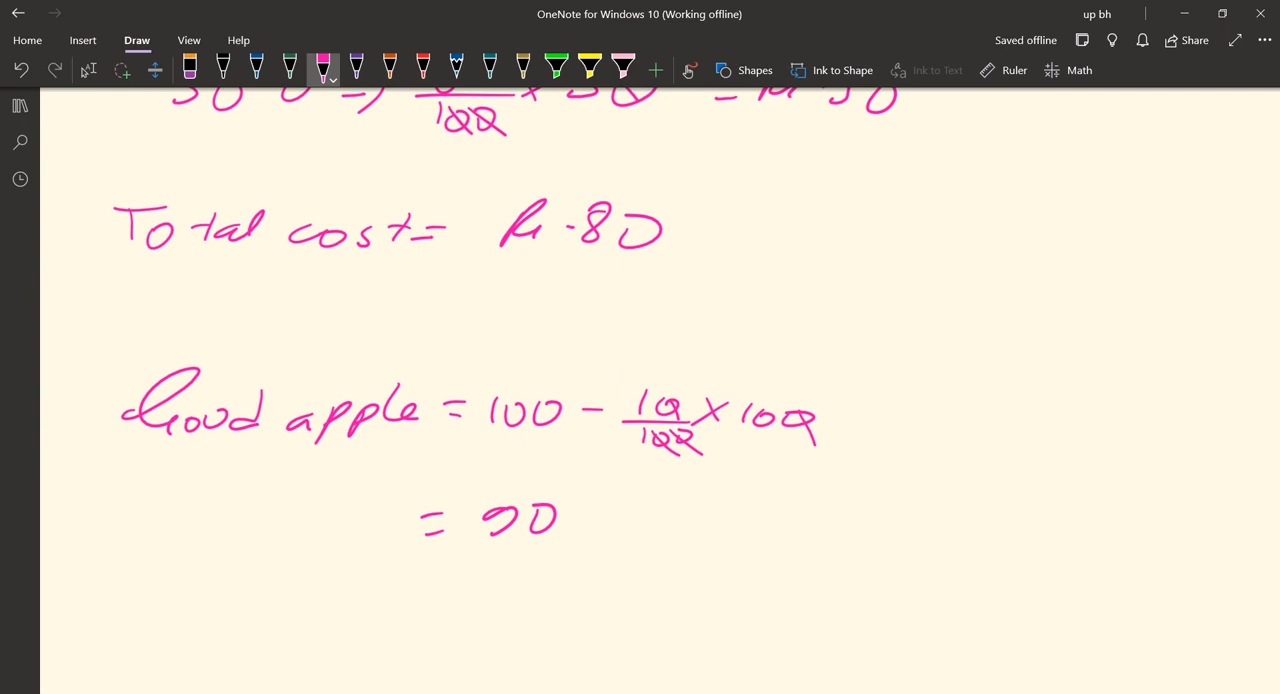 OneNote for Windows 10 (Working offline)
up bh
Home Insert Draw View Help
Saved offline
Share
Shapes
Ink to Shape
Ink to Text
Ruler
Math
Total cost = Rs. 80
Good apple = 100 - 10/100 × 100
= 90